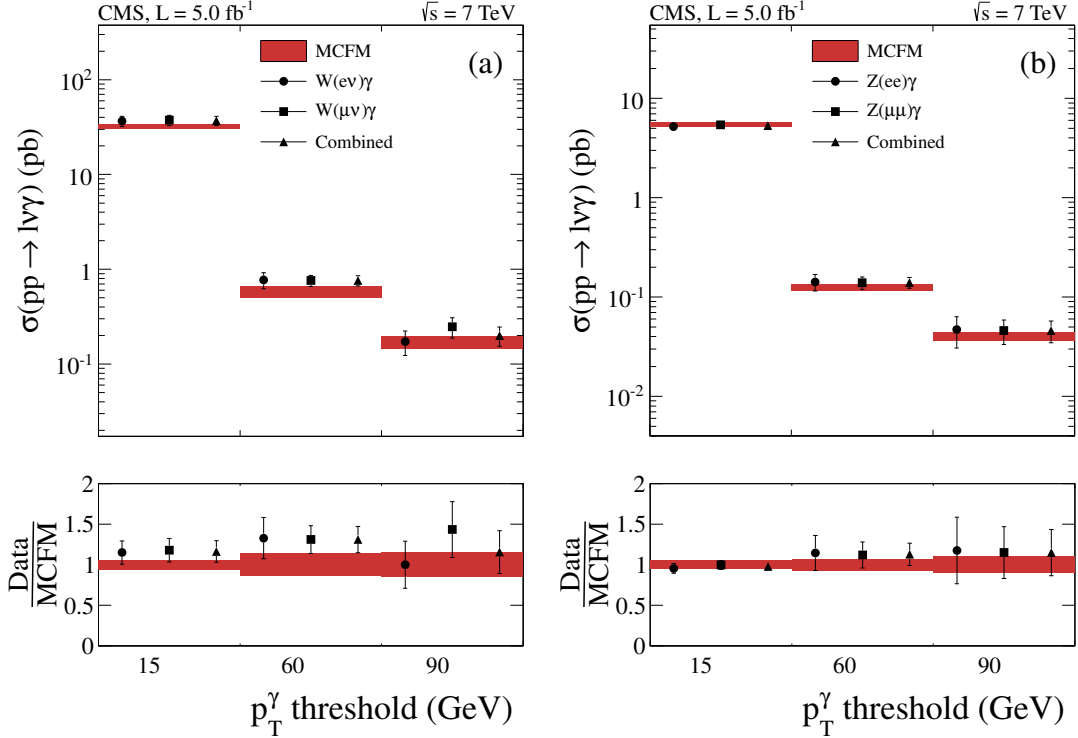 CMS, L = 5.0 fb⁻¹ √s = 7 TeV
(a)
MCFM
W(eν)γ
W(μν)γ
Combined
σ(pp → lνγ) (pb)
10²
10
1
10⁻¹
Data/MCFM
2
1.5
1
0.5
0
15 60 90
p_T^γ threshold (GeV)
CMS, L = 5.0 fb⁻¹ √s = 7 TeV
(b)
MCFM
Z(ee)γ
Z(μμ)γ
Combined
σ(pp → lνγ) (pb)
10
1
10⁻¹
10⁻²
Data/MCFM
2
1.5
1
0.5
0
15 60 90
p_T^γ threshold (GeV)